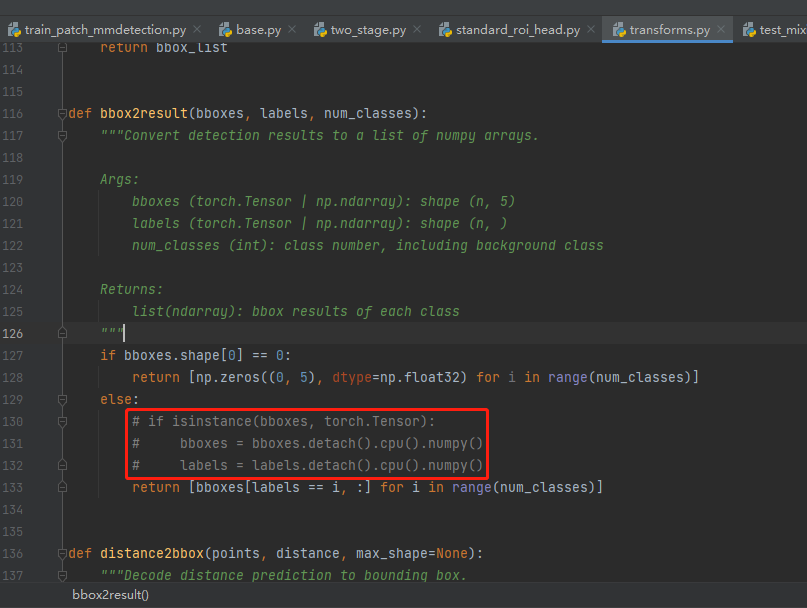 train_patch_mmdetection.py base.py two_stage.py standard_roi_head.py transforms.py test_mix
113 return bbox_list
114
115
116 def bbox2result(bboxes, labels, num_classes):
117 """Convert detection results to a list of numpy arrays.
118
119 Args:
120 bboxes (torch.Tensor | np.ndarray): shape (n, 5)
121 labels (torch.Tensor | np.ndarray): shape (n, )
122 num_classes (int): class number, including background class
123
124 Returns:
125 list(ndarray): bbox results of each class
126 """
127 if bboxes.shape[0] == 0:
128 return [np.zeros((0, 5), dtype=np.float32) for i in range(num_classes)]
129 else:
130 # if isinstance(bboxes, torch.Tensor):
131 #     bboxes = bboxes.detach().cpu().numpy()
132 #     labels = labels.detach().cpu().numpy()
133 return [bboxes[labels == i, :] for i in range(num_classes)]
134
135
136 def distance2bbox(points, distance, max_shape=None):
137 """Decode distance prediction to bounding box.
bbox2result()